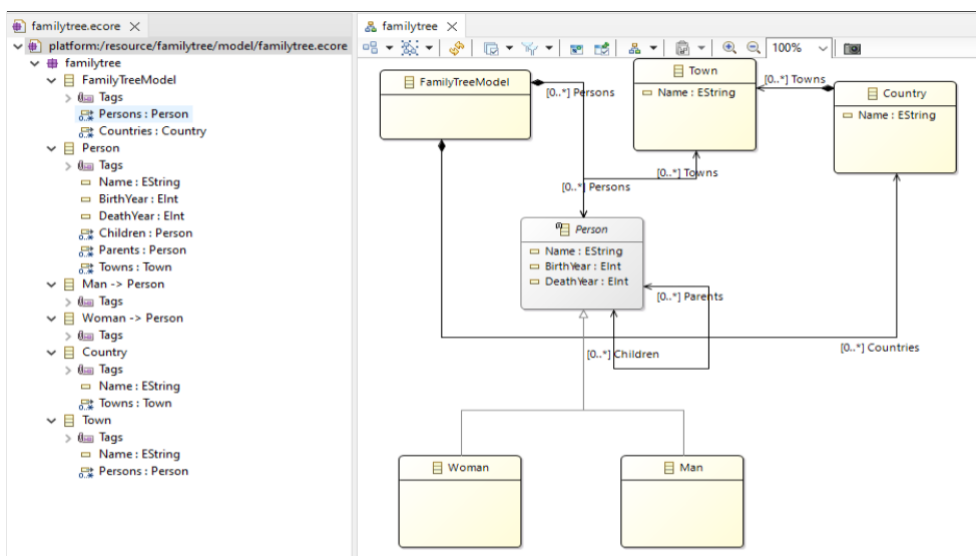 familytree.ecore
platform:/resource/familytree/model/familytree.ecore
familytree
FamilyTreeModel
Tags
Persons : Person
Countries : Country
Person
Tags
Name : EString
BirthYear : EInt
DeathYear : EInt
Children : Person
Parents : Person
Towns : Town
Man -> Person
Tags
Woman -> Person
Tags
Country
Tags
Name : EString
Towns : Town
Town
Tags
Name : EString
Persons : Person
familytree
100%
FamilyTreeModel
[0..*] Persons
Town
Name : EString
[0..*] Towns
Country
Name : EString
[0..*] Towns
[0..*] Persons
Person
Name : EString
BirthYear : EInt
DeathYear : EInt
[0..*] Parents
[0..*] Children
[0..*] Countries
Woman
Man